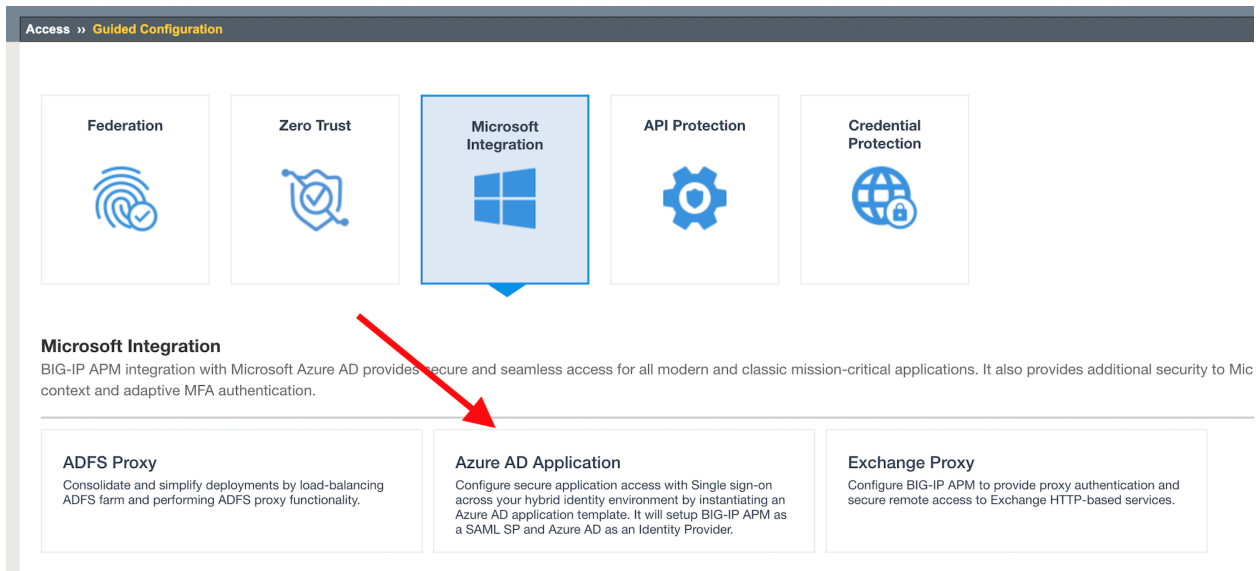 Access ›› Guided Configuration
Federation
Zero Trust
Microsoft
Integration
API Protection
Credential
Protection
Microsoft Integration
BIG-IP APM integration with Microsoft Azure AD provides secure and seamless access for all modern and classic mission-critical applications. It also provides additional security to Mic
context and adaptive MFA authentication.
ADFS Proxy
Consolidate and simplify deployments by load-balancing
ADFS farm and performing ADFS proxy functionality.
Azure AD Application
Configure secure application access with Single sign-on
across your hybrid identity environment by instantiating an
Azure AD application template. It will setup BIG-IP APM as
a SAML SP and Azure AD as an Identity Provider.
Exchange Proxy
Configure BIG-IP APM to provide proxy authentication and
secure remote access to Exchange HTTP-based services.